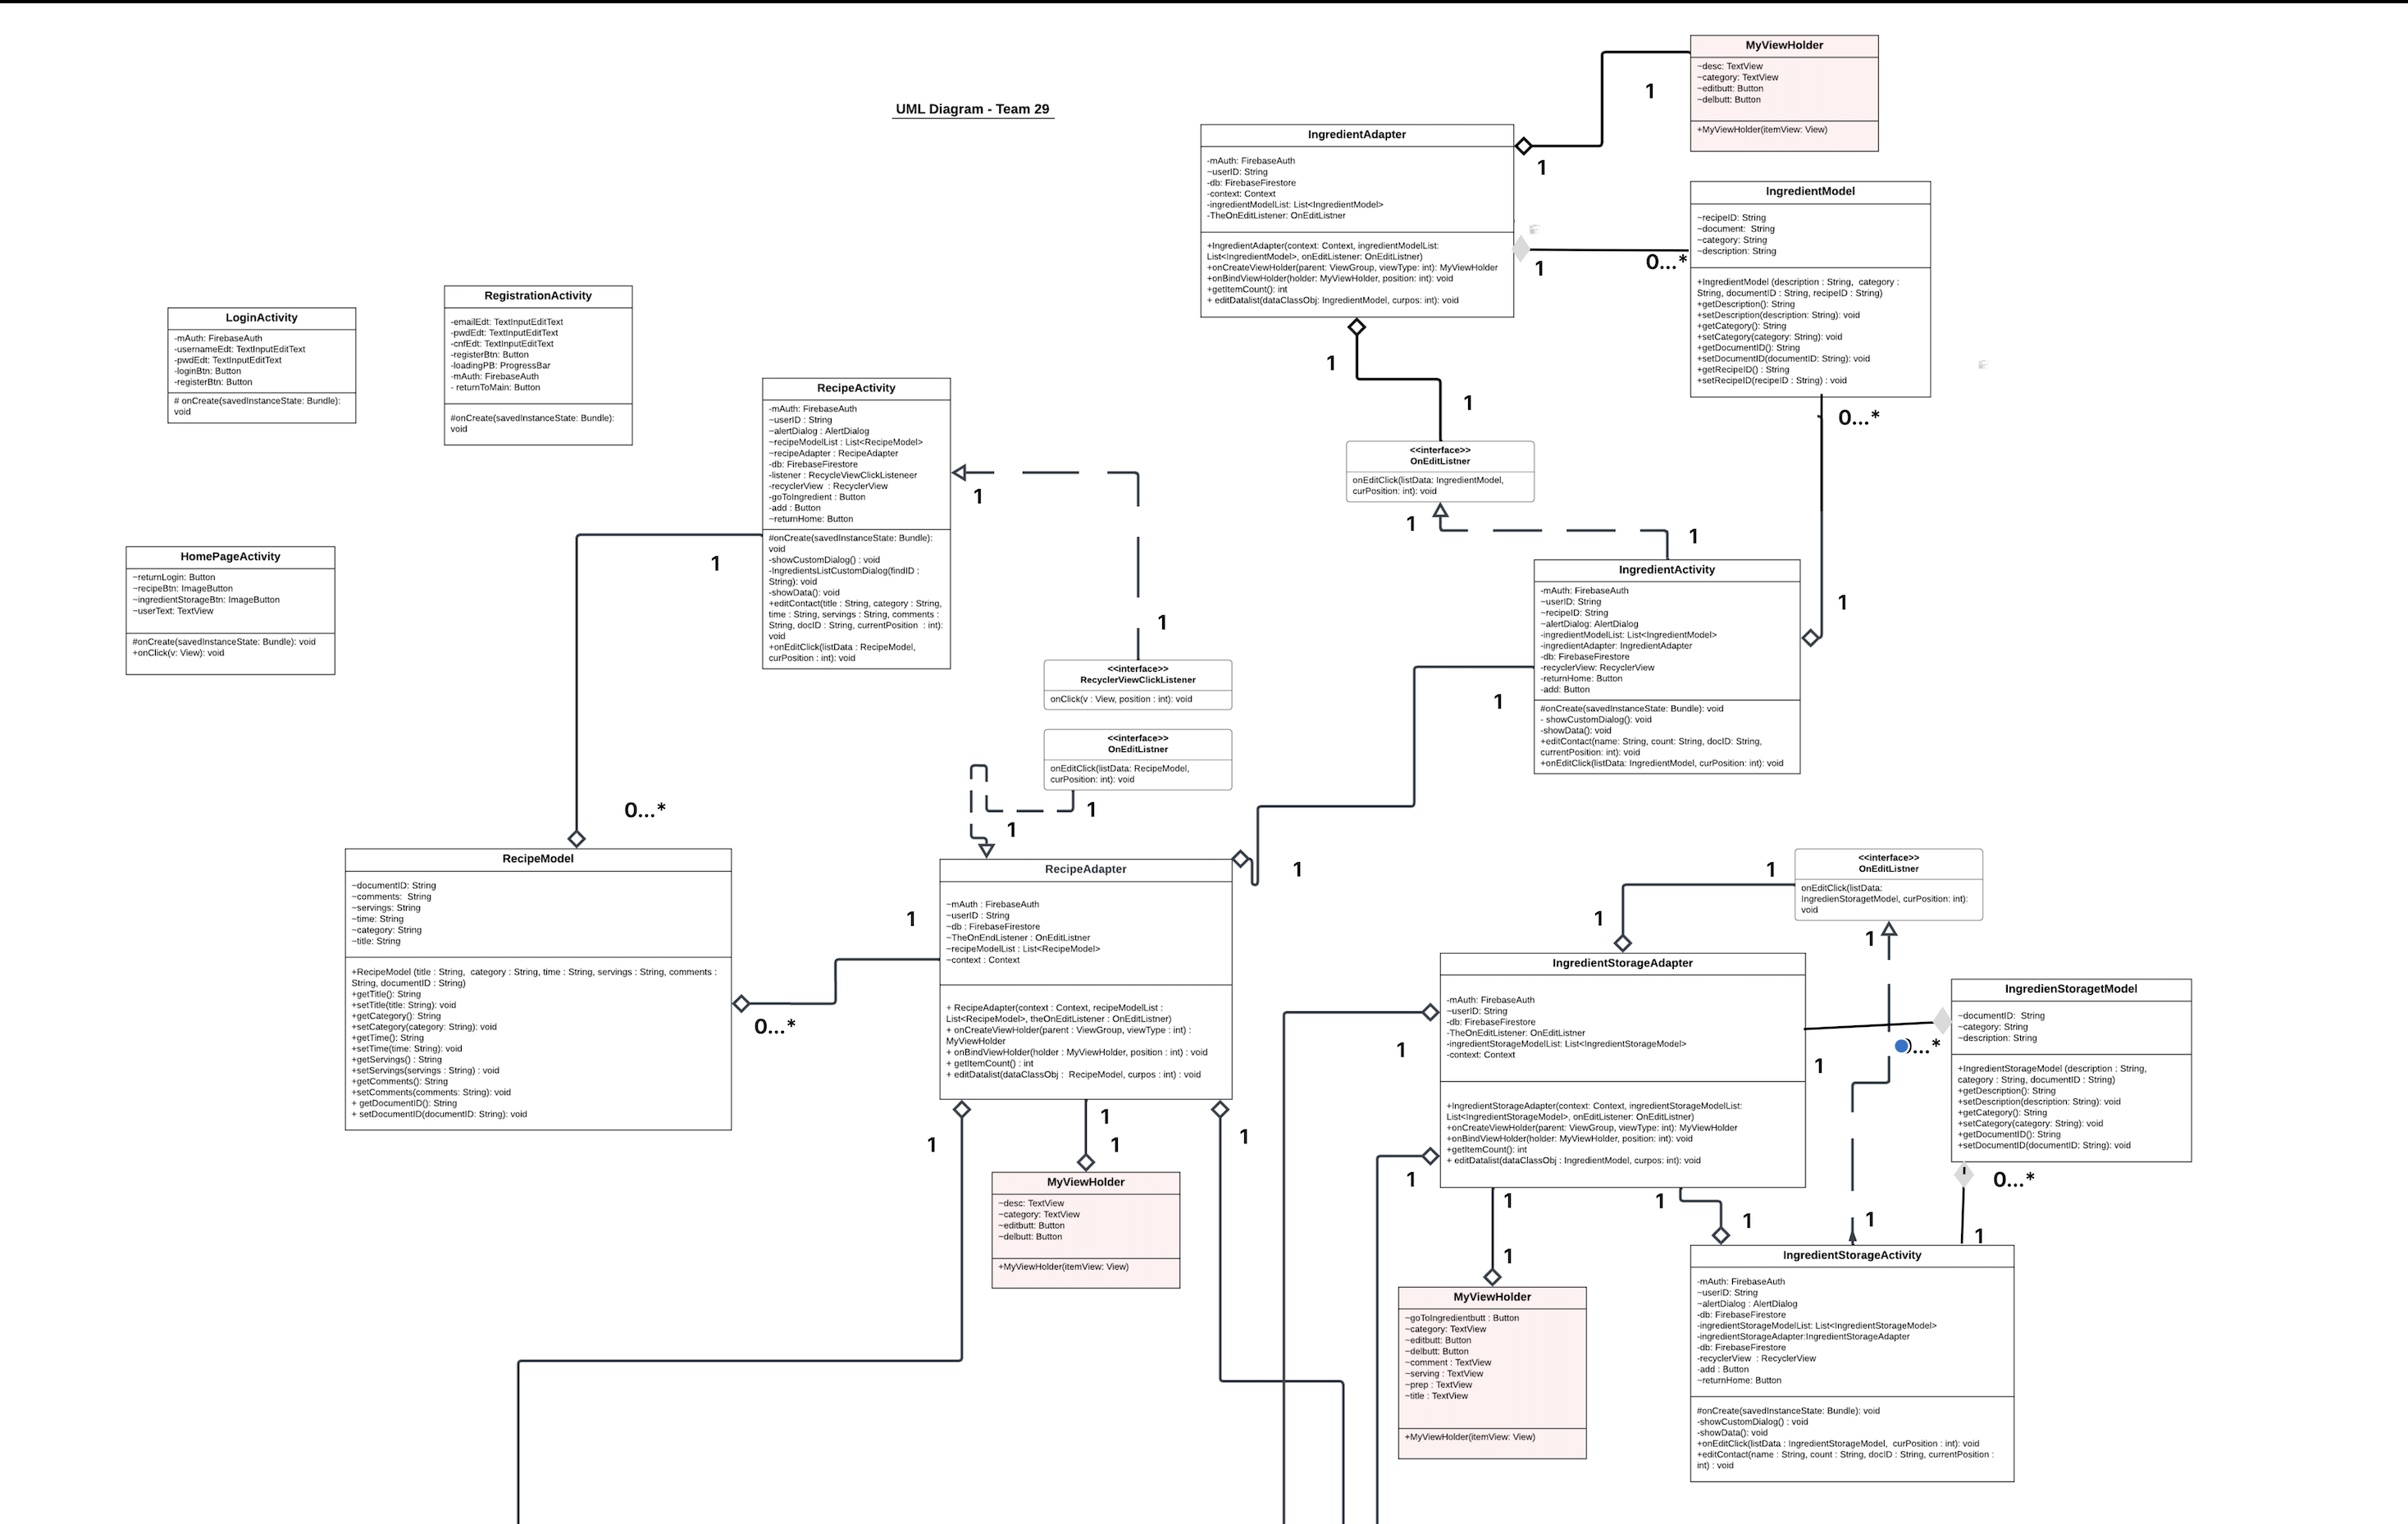 UML Diagram - Team 29
MyViewHolder
~desc: TextView
~category: TextView
~editbutt: Button
~delbutt: Button
+MyViewHolder(itemView: View)
1
1
IngredientAdapter
-mAuth: FirebaseAuth
~userID: String
-db: FirebaseFirestore
-context: Context
-ingredientModelList: List<IngredientModel>
-TheOnEditListener: OnEditListner
+IngredientAdapter(context: Context, ingredientModelList:
List<IngredientModel>, onEditListener: OnEditListner)
+onCreateViewHolder(parent: ViewGroup, viewType: int): MyViewHolder
+onBindViewHolder(holder: MyViewHolder, position: int): void
+getItemCount(): int
+ editDatalist(dataClassObj: IngredientModel, curpos: int): void
1
0...*
IngredientModel
~recipeID: String
~document:  String
~category: String
~description: String
+IngredientModel (description : String,  category :
String, documentID : String, recipeID : String)
+getDescription(): String
+setDescription(description: String): void
+getCategory(): String
+setCategory(category: String): void
+getDocumentID(): String
+setDocumentID(documentID: String): void
+getRecipeID() : String
+setRecipeID(recipeID : String) : void
0...*
1
LoginActivity
-mAuth: FirebaseAuth
-usernameEdt: TextInputEditText
-pwdEdt: TextInputEditText
-loginBtn: Button
-registerBtn: Button
# onCreate(savedInstanceState: Bundle):
void
RegistrationActivity
-emailEdt: TextInputEditText
-pwdEdt: TextInputEditText
-cnfEdt: TextInputEditText
-registerBtn: Button
-loadingPB: ProgressBar
-mAuth: FirebaseAuth
- returnToMain: Button
#onCreate(savedInstanceState: Bundle):
void
RecipeActivity
-mAuth: FirebaseAuth
~userID : String
~alertDialog : AlertDialog
~recipeModelList : List<RecipeModel>
~recipeAdapter : RecipeAdapter
-db: FirebaseFirestore
-listener : RecycleViewClickListeneer
-recyclerView  : RecyclerView
-goToIngredient : Button
-add : Button
~returnHome: Button
#onCreate(savedInstanceState: Bundle):
void
-showCustomDialog() : void
-IngredientsListCustomDialog(findID :
String): void
-showData(): void
+editContact(title : String, category : String,
time : String, servings : String, comments :
String, docID : String, currentPosition  : int):
void
+onEditClick(listData : RecipeModel,
curPosition : int): void
1
1
1
1
1
<<interface>>
OnEditListner
onEditClick(listData: IngredientModel,
curPosition: int): void
1
1
HomePageActivity
~returnLogin: Button
~recipeBtn: ImageButton
~ingredientStorageBtn: ImageButton
~userText: TextView
#onCreate(savedInstanceState: Bundle): void
+onClick(v: View): void
IngredientActivity
-mAuth: FirebaseAuth
~userID: String
~recipeID: String
~alertDialog: AlertDialog
-ingredientModelList: List<IngredientModel>
-ingredientAdapter: IngredientAdapter
-db: FirebaseFirestore
-recyclerView: RecyclerView
-returnHome: Button
-add: Button
#onCreate(savedInstanceState: Bundle): void
- showCustomDialog(): void
-showData(): void
+editContact(name: String, count: String, docID: String,
currentPosition: int): void
+onEditClick(listData: IngredientModel, curPosition: int): void
1
1
<<interface>>
RecyclerViewClickListener
onClick(v : View, position : int): void
<<interface>>
OnEditListner
onEditClick(listData: RecipeModel,
curPosition: int): void
1
1
0...*
RecipeModel
~documentID: String
~comments:  String
~servings: String
~time: String
~category: String
~title: String
+RecipeModel (title : String,  category : String, time : String, servings : String, comments :
String, documentID : String)
+getTitle(): String
+setTitle(title: String): void
+getCategory(): String
+setCategory(category: String): void
+getTime(): String
+setTime(time: String): void
+getServings() : String
+setServings(servings : String) : void
+getComments(): String
+setComments(comments: String): void
+ getDocumentID(): String
+ setDocumentID(documentID: String): void
1
0...*
RecipeAdapter
~mAuth : FirebaseAuth
~userID : String
~db : FirebaseFirestore
~TheOnEndListener : OnEditListner
~recipeModelList : List<RecipeModel>
~context : Context
+ RecipeAdapter(context : Context, recipeModelList :
List<RecipeModel>, theOnEditListener : OnEditListner)
+ onCreateViewHolder(parent : ViewGroup, viewType : int) :
MyViewHolder
+ onBindViewHolder(holder : MyViewHolder, position : int) : void
+ getItemCount() : int
+ editDatalist(dataClassObj :  RecipeModel, curpos : int) : void
1
1
1
1
MyViewHolder
~desc: TextView
~category: TextView
~editbutt: Button
~delbutt: Button
+MyViewHolder(itemView: View)
<<interface>>
OnEditListner
onEditClick(listData:
IngredienStoragetModel, curPosition: int):
void
1
1
1
IngredientStorageAdapter
-mAuth: FirebaseAuth
~userID: String
-db: FirebaseFirestore
-TheOnEditListener: OnEditListner
-ingredientStorageModelList: List<IngredientStorageModel>
-context: Context
+IngredientStorageAdapter(context: Context, ingredientStorageModelList:
List<IngredientStorageModel>, onEditListener: OnEditListner)
+onCreateViewHolder(parent: ViewGroup, viewType: int): MyViewHolder
+onBindViewHolder(holder: MyViewHolder, position: int): void
+getItemCount(): int
+ editDatalist(dataClassObj : IngredientModel, curpos: int): void
1
1
1
...*
IngredienStoragetModel
~documentID:  String
~category: String
~description: String
+IngredientStorageModel (description : String,
category : String, documentID : String)
+getDescription(): String
+setDescription(description: String): void
+getCategory(): String
+setCategory(category: String): void
+getDocumentID(): String
+setDocumentID(documentID: String): void
0...*
1
1
1
1
1
1
MyViewHolder
~goToIngredientbutt : Button
~category: TextView
~editbutt: Button
~delbutt: Button
~comment : TextView
~serving : TextView
~prep : TextView
~title : TextView
+MyViewHolder(itemView: View)
IngredientStorageActivity
-mAuth: FirebaseAuth
~userID: String
~alertDialog : AlertDialog
-db: FirebaseFirestore
-ingredientStorageModelList: List<IngredientStorageModel>
-ingredientStorageAdapter:IngredientStorageAdapter
-db: FirebaseFirestore
-recyclerView  : RecyclerView
-add : Button
~returnHome: Button
#onCreate(savedInstanceState: Bundle): void
-showCustomDialog() : void
-showData(): void
+onEditClick(listData : IngredientStorageModel,  curPosition : int): void
+editContact(name : String, count : String, docID : String, currentPosition :
int) : void